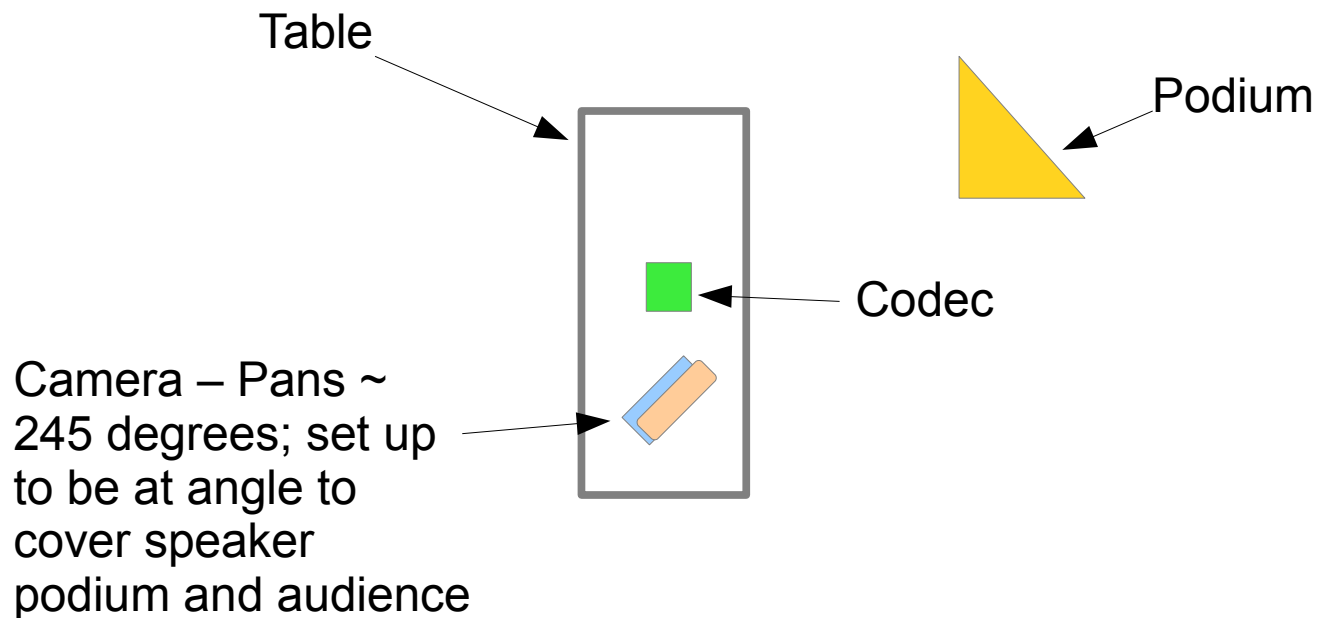 Table
Podium
Codec
Camera – Pans ~
245 degrees; set up
to be at angle to
cover speaker
podium and audience